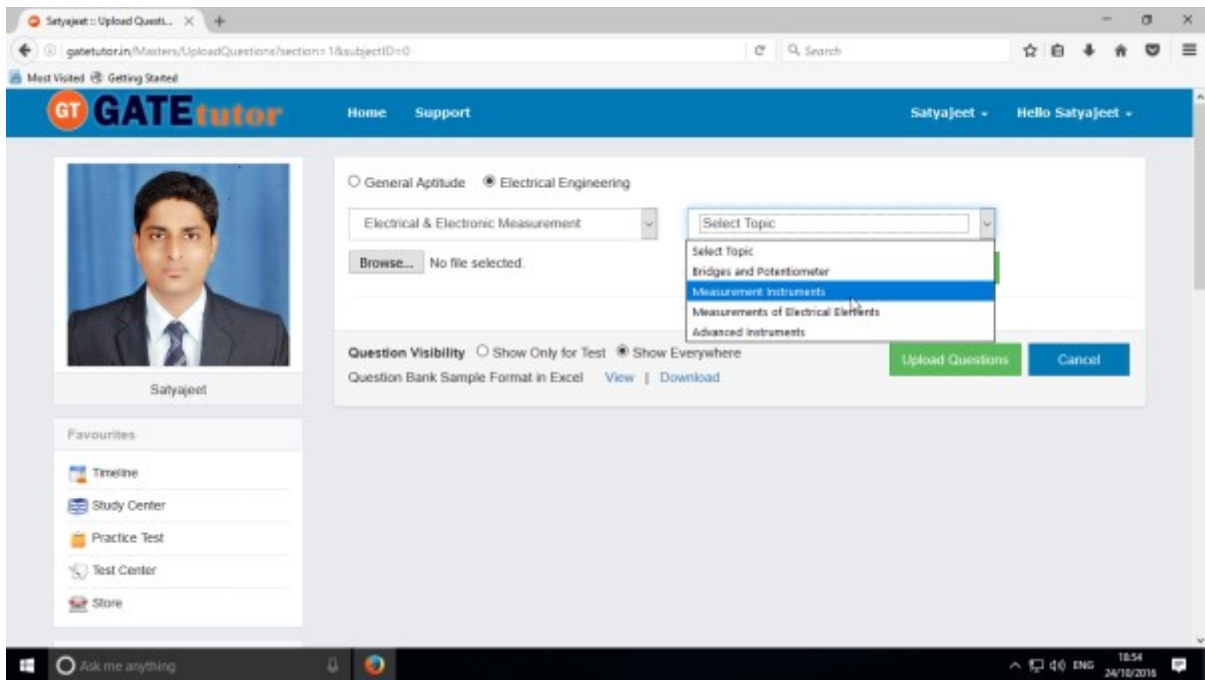 Satyajeet :: Upload Questi...
gatetutor.in/Masters/UploadQuestions?section=1&subjectID=0
Search
Most Visited Getting Started
GT GATEtutor Home Support Satyajeet Hello Satyajeet
General Aptitude Electrical Engineering
Electrical & Electronic Measurement Select Topic
Select Topic
Browse... No file selected.
Bridges and Potentiometer
Measurement Instruments
Measurements of Electrical Elements
Advanced Instruments
Question Visibility Show Only for Test Show Everywhere
Upload Questions Cancel
Question Bank Sample Format in Excel View | Download
Satyajeet
Favourites
Timeline
Study Center
Practice Test
Test Center
Store
Ask me anything
ENG
18:54
24/10/2016